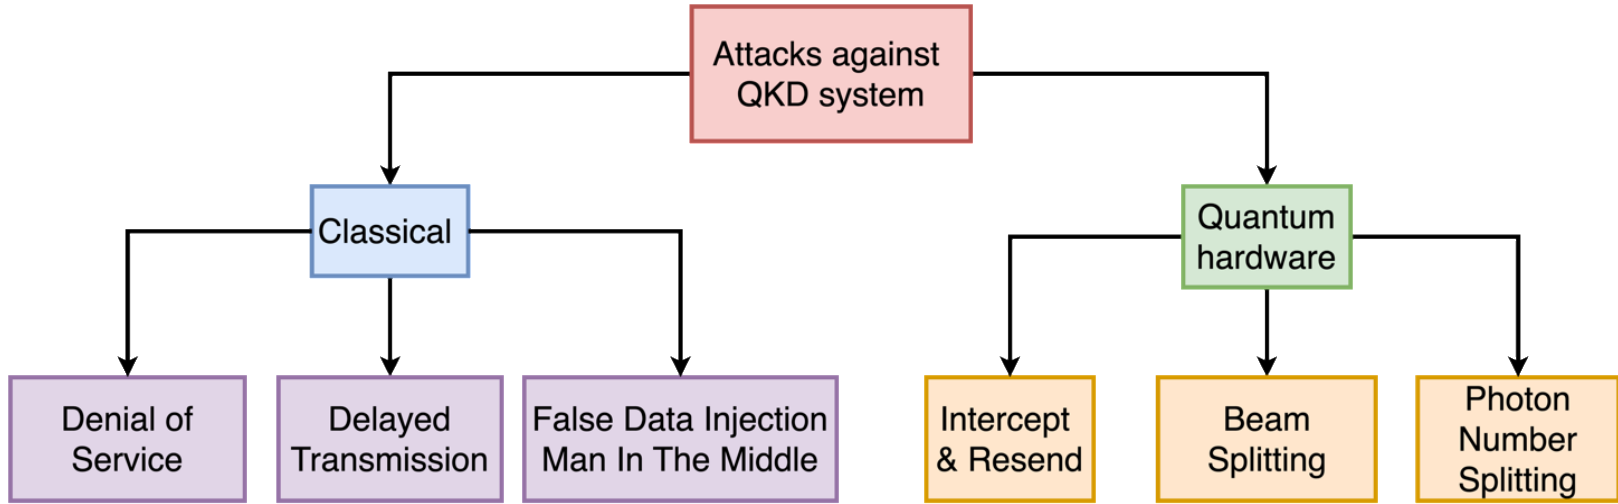 Attacks against
QKD system
Classical
Quantum
hardware
Denial of
Service
Delayed
Transmission
False Data Injection
Man In The Middle
Intercept
& Resend
Beam
Splitting
Photon
Number
Splitting